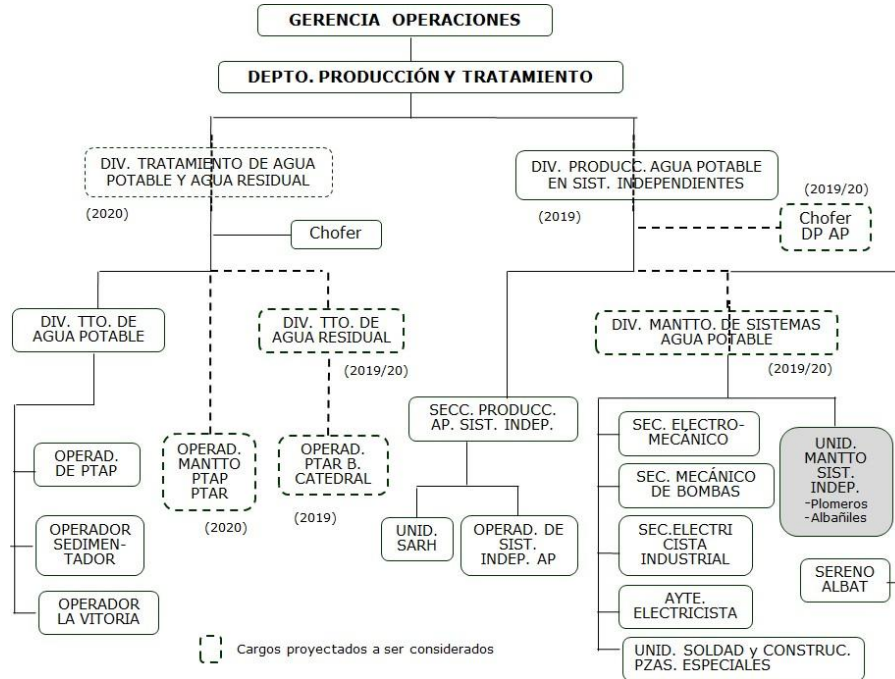 GERENCIA OPERACIONES
DEPTO. PRODUCCIÓN Y TRATAMIENTO
DIV. TRATAMIENTO DE AGUA
POTABLE Y AGUA RESIDUAL
(2020)
DIV. PRODUCC. AGUA POTABLE
EN SIST. INDEPENDIENTES
(2019)
(2019/20)
Chofer
DP AP
Chofer
DIV. TTO. DE
AGUA POTABLE
DIV. TTO. DE
AGUA RESIDUAL
(2019/20)
DIV. MANTTO. DE SISTEMAS
AGUA POTABLE
(2019/20)
SECC. PRODUCC.
AP. SIST. INDEP.
OPERAD.
DE PTAP
OPERADOR
SEDIMEN-
TADOR
OPERADOR
LA VITORIA
OPERAD.
MANTTO
PTAP
PTAR
(2020)
OPERAD.
PTAR B.
CATEDRAL
(2019)
UNID.
SARH
OPERAD. DE
SIST.
INDEP. AP
SEC. ELECTRO-
MECÁNICO
SEC. MECÁNICO
DE BOMBAS
SEC.ELECTRI
CISTA
INDUSTRIAL
AYTE.
ELECTRICISTA
UNID. SOLDAD y CONSTRUC.
PZAS. ESPECIALES
UNID.
MANTTO
SIST.
INDEP.
-Plomeros
-Albañiles
SERENO
ALBAT
Cargos proyectados a ser considerados